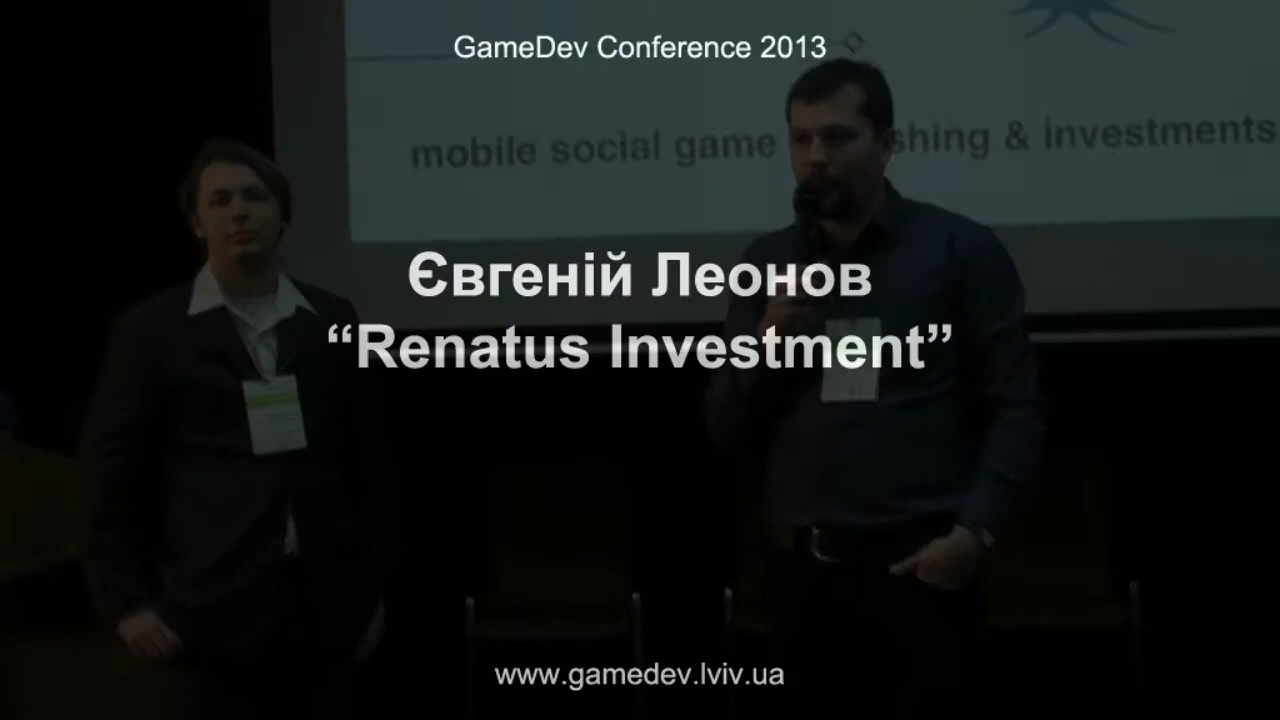 GameDev Conference 2013
mobile social game shing & investments
Євгеній Леонов
“Renatus Investment”
www.gamedev.lviv.ua